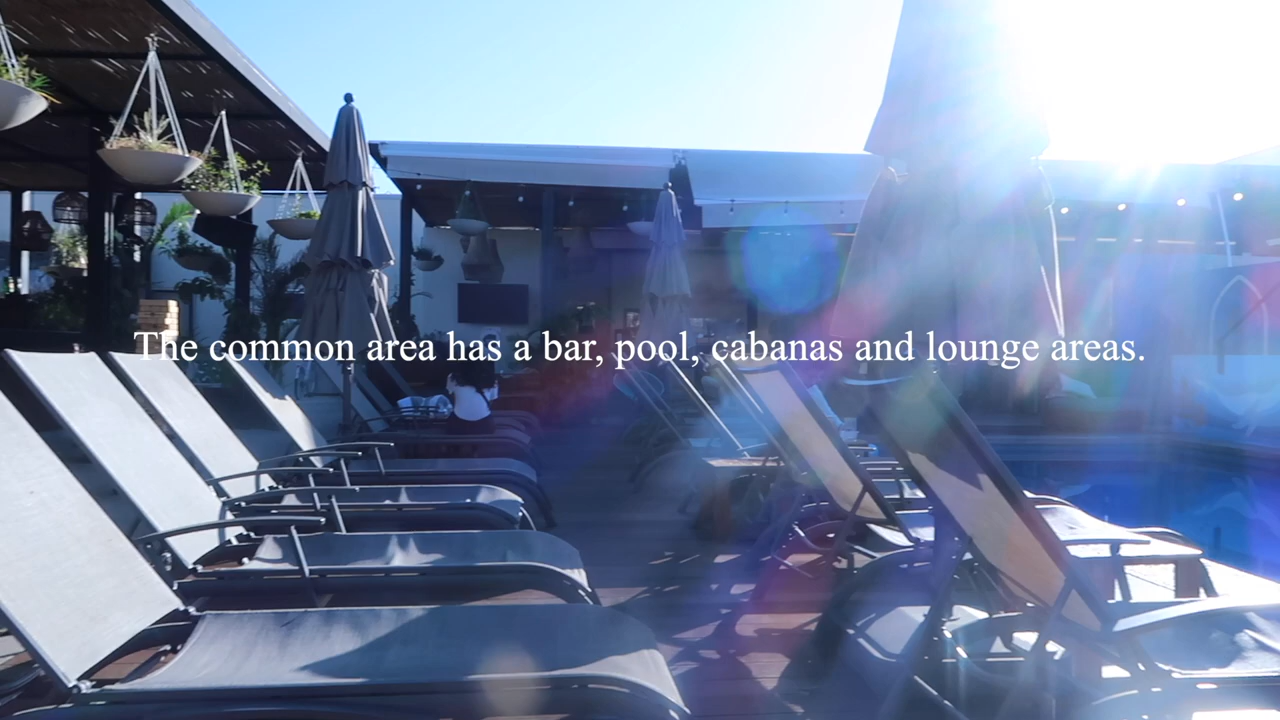 The common area has a bar, pool, cabanas and lounge areas.